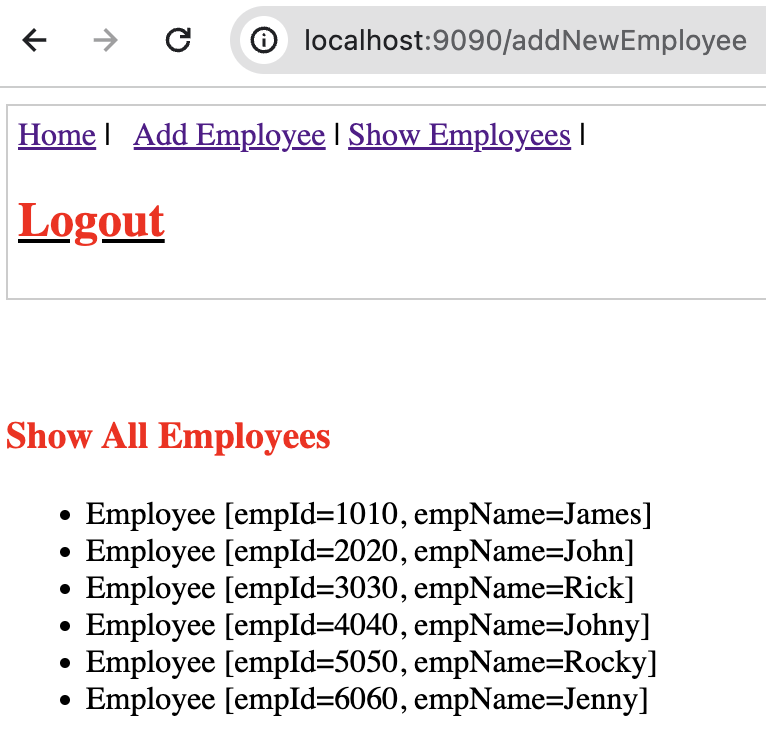 localhost:9090/addNewEmployee
Home | Add Employee | Show Employees |
Logout
Show All Employees
• Employee [empId=1010, empName=James]
• Employee [empId=2020, empName=John]
• Employee [empId=3030, empName=Rick]
• Employee [empId=4040, empName=Johny]
• Employee [empId=5050, empName=Rocky]
• Employee [empId=6060, empName=Jenny]